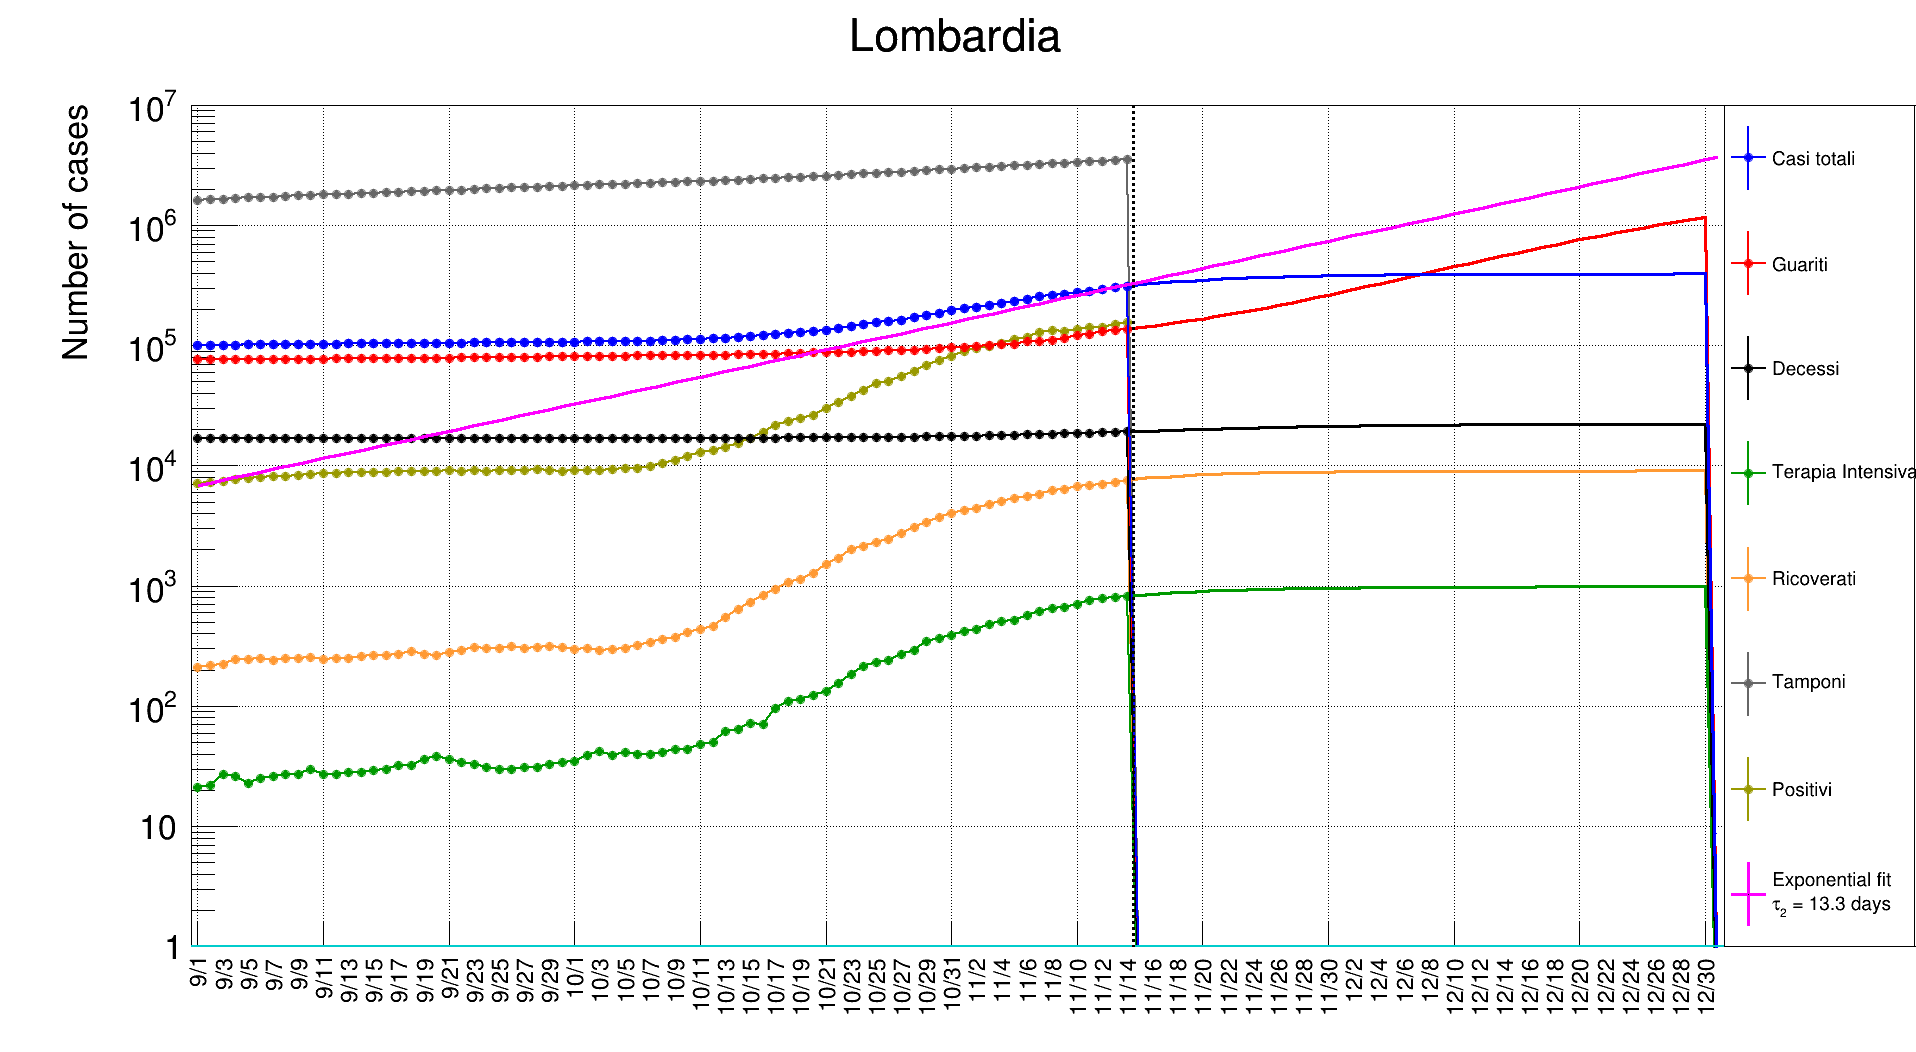 Lombardia
Number of cases
10^7
10^6
10^5
10^4
10^3
10^2
10
1
9/1 9/3 9/5 9/7 9/9 9/11 9/13 9/15 9/17 9/19 9/21 9/23 9/25 9/27 9/29 10/1 10/3 10/5 10/7 10/9 10/11 10/13 10/15 10/17 10/19 10/21 10/23 10/25 10/27 10/29 10/31 11/2 11/4 11/6 11/8 11/10 11/12 11/14 11/16 11/18 11/20 11/22 11/24 11/26 11/28 11/30 12/2 12/4 12/6 12/8 12/10 12/12 12/14 12/16 12/18 12/20 12/22 12/24 12/26 12/28 12/30
Casi totali
Guariti
Decessi
Terapia Intensiva
Ricoverati
Tamponi
Positivi
Exponential fit
τ_2 = 13.3 days